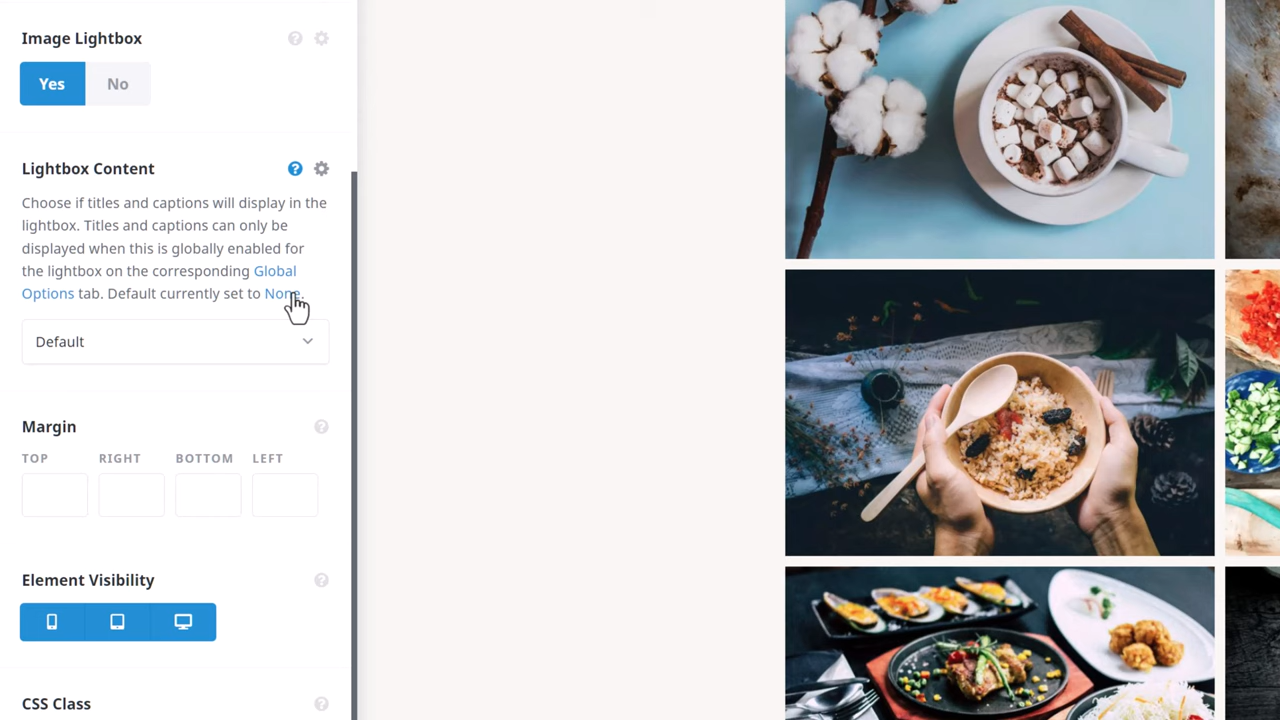 Image Lightbox
Yes No
Lightbox Content
Choose if titles and captions will display in the
lightbox. Titles and captions can only be
displayed when this is globally enabled for
the lightbox on the corresponding Global
Options tab. Default currently set to None.
Default
Margin
TOP RIGHT BOTTOM LEFT
Element Visibility
CSS Class